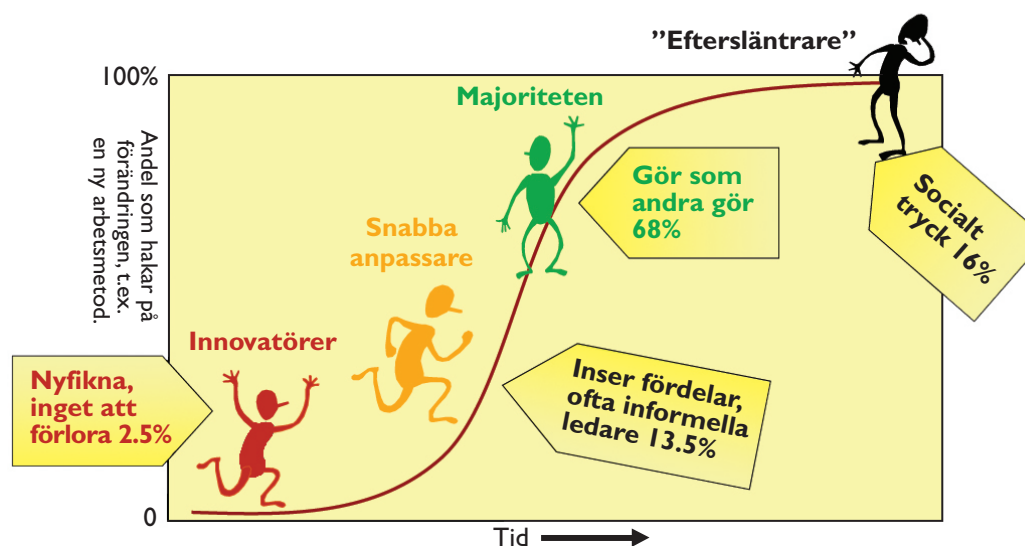 ”Eftersläntrare”
100%
Majoriteten
Andel som hakar på
förändringen, t.ex.
en ny arbetsmetod.
Gör som
andra gör
68%
Socialt
tryck 16%
Snabba
anpassare
Innovatörer
Nyfikna,
inget att
förlora 2.5%
Inser fördelar,
ofta informella
ledare 13.5%
0
Tid